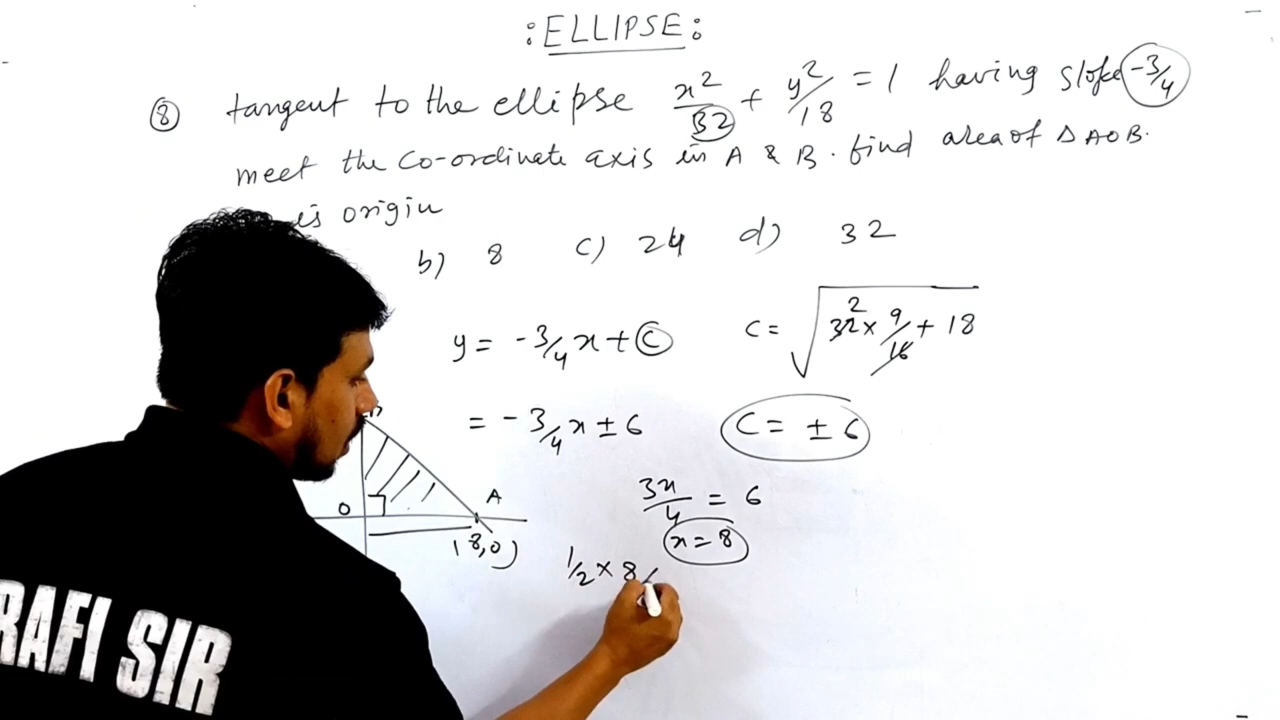 :ELLIPSE:
⑧ tangent to the ellipse x²/32 + y²/18 = 1 having slope -3/4
meet the co-ordinate axis in A & B. find area of Δ AOB.
is origin
b) 8 c) 24 d) 32
y = -3/4 x + C
C = √(32² × 9/16 + 18)
= -3/4 x ± 6
C = ± 6
3x/4 = 6
x = 8
O A
(8,0)
1/2 × 8
RAFI SIR